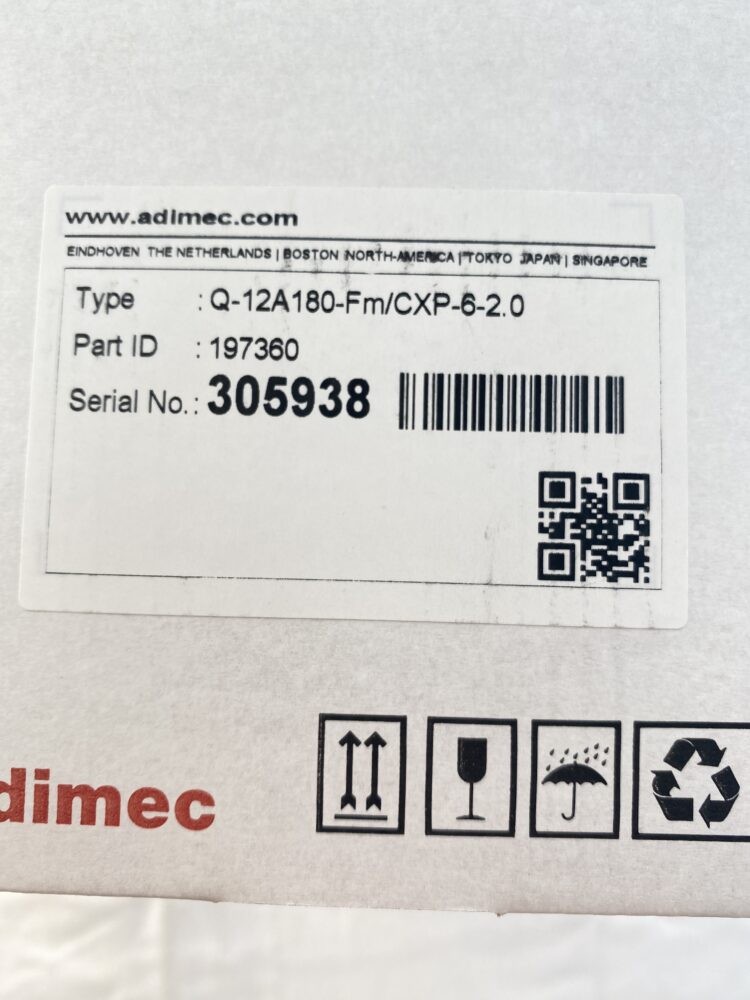 www.adimec.com
EINDHOVEN THE NETHERLANDS | BOSTON NORTH-AMERICA | TOKYO JAPAN | SINGAPORE
Type : Q-12A180-Fm/CXP-6-2.0
Part ID : 197360
Serial No.: 305938
dimec